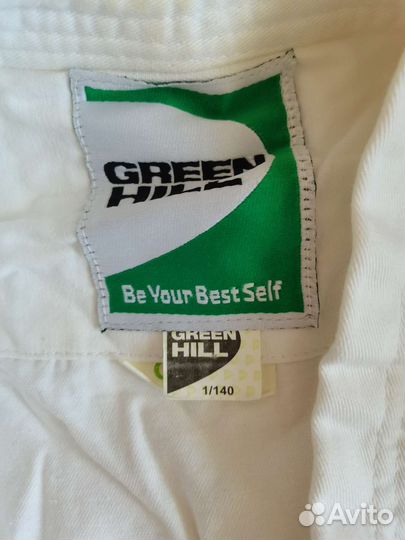 GREEN
HILL
Be Your Best Self
GREEN
HILL
1/140
Avito